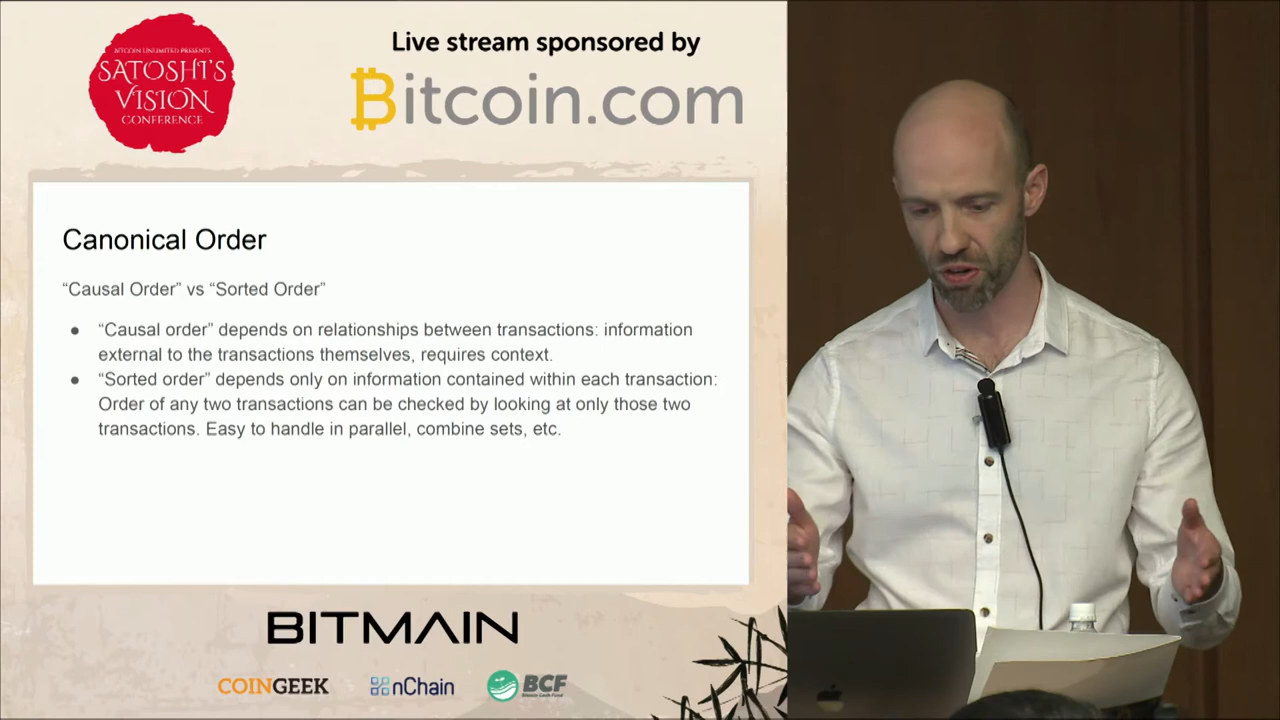 BITCOIN UNLIMITED PRESENTS
SATOSHI'S
VISION
CONFERENCE
Live stream sponsored by
Bitcoin.com
Canonical Order
“Causal Order” vs “Sorted Order”
● “Causal order” depends on relationships between transactions: information
external to the transactions themselves, requires context.
● “Sorted order” depends only on information contained within each transaction:
Order of any two transactions can be checked by looking at only those two
transactions. Easy to handle in parallel, combine sets, etc.
BITMAIN
COINGEEK
nChain
BCF